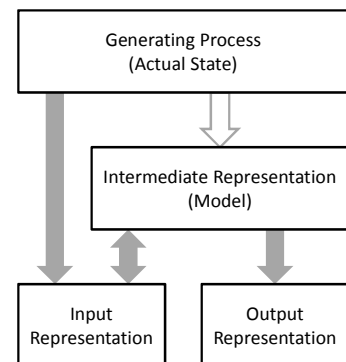 Generating Process
(Actual State)
Intermediate Representation
(Model)
Input
Representation
Output
Representation